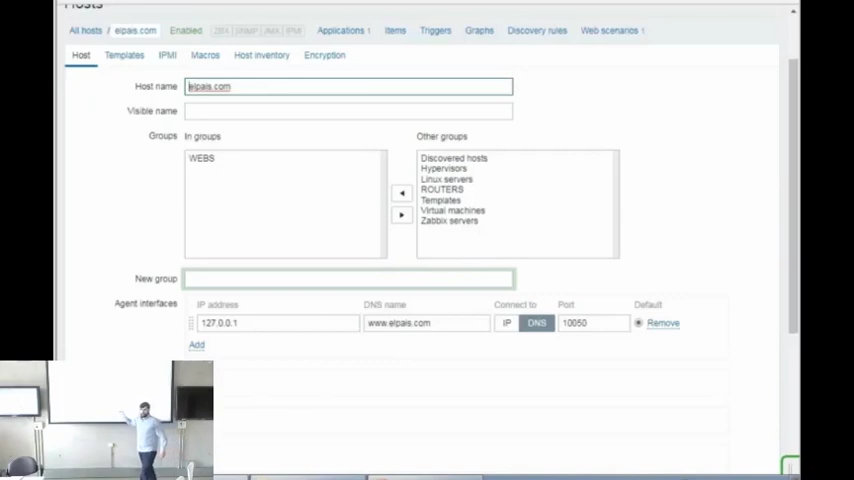 Hosts
All hosts / elpais.com Enabled ZBX SNMP JMX IPMI Applications 1 Items Triggers Graphs Discovery rules Web scenarios 1
Host Templates IPMI Macros Host inventory Encryption
Host name elpais.com
Visible name
Groups In groups Other groups
WEBS Discovered hosts
Hypervisors
Linux servers
ROUTERS
Templates
Virtual machines
Zabbix servers
New group
Agent interfaces IP address DNS name Connect to Port Default
127.0.0.1 www.elpais.com IP DNS 10050 Remove
Add